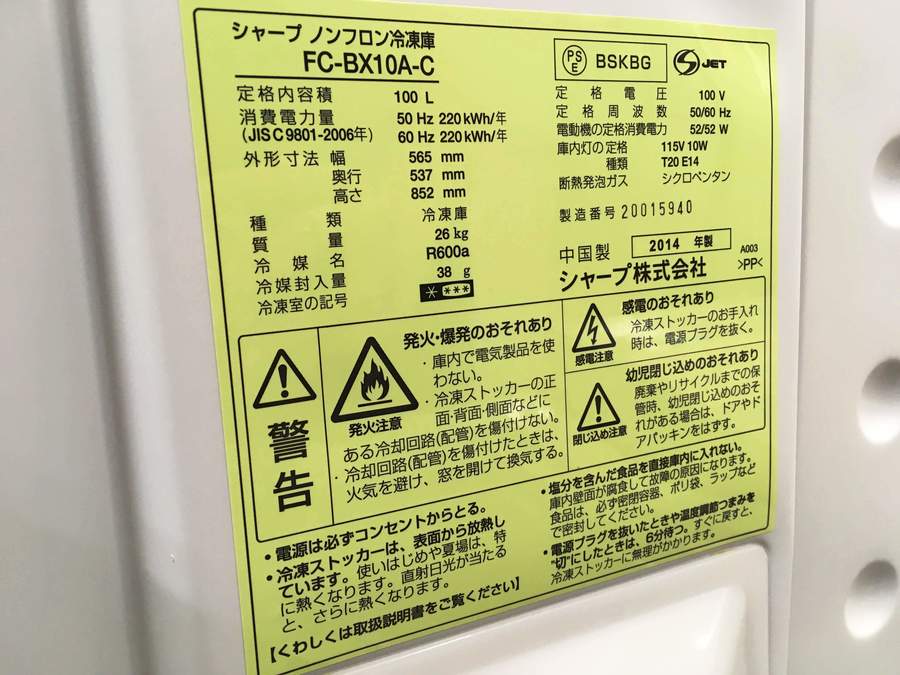 シャープ ノンフロン冷凍庫
FC-BX10A-C
定格内容積 100 L
消費電力量 50 Hz 220 kWh/年
(JIS C 9801-2006年) 60 Hz 220 kWh/年
外形寸法 幅 565 mm
奥行 537 mm
高さ 852 mm
種類 冷凍庫
質量 26 kg
冷媒名 R600a
冷媒封入量 38 g
冷凍室の記号 * ***
PSE BSKBG S JET
定格電圧 100 V
定格周波数 50/60 Hz
電動機の定格消費電力 52/52 W
庫内灯の定格 115V 10W
種類 T20 E14
断熱発泡ガス シクロペンタン
製造番号 20015940
中国製 2014 年製 A003
シャープ株式会社 >PP<
警告
発火・爆発のおそれあり
・庫内で電気製品を使
わない。
・冷凍ストッカーの正
面・背面・側面などに
ある冷却回路(配管)を傷付けない。
・冷却回路(配管)を傷付けたときは、
火気を避け、窓を開けて換気する。
発火注意
感電のおそれあり
冷凍ストッカーのお手入れ
時は、電源プラグを抜く。
感電注意
幼児閉じ込めのおそれあり
廃棄やリサイクルまでの保
管時、幼児閉じ込めのおそ
れがある場合は、ドアやド
アパッキンをはずす。
閉じ込め注意
・電源は必ずコンセントからとる。
・冷凍ストッカーは、表面から放熱し
ています。使いはじめや夏場は、特
に熱くなります。直射日光が当たる
と、さらに熱くなります。
【くわしくは取扱説明書をご覧ください】
・塩分を含んだ食品を直接庫内に入れない。
庫内壁面が腐食して故障の原因になります。
食品は、必ず密閉容器、ポリ袋、ラップなど
で密封してください。
・電源プラグを抜いたときや温度調節つまみを
"切"にしたときは、6分待つ。すぐに戻すと、
冷凍ストッカーに無理がかかります。